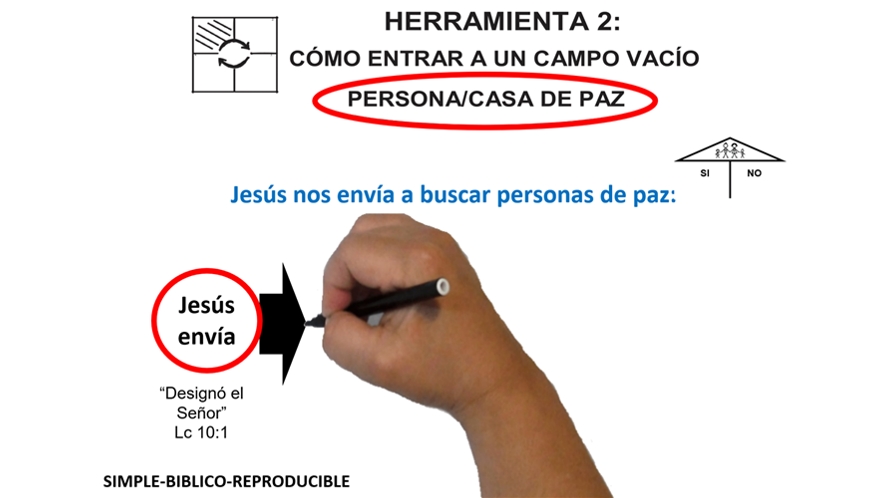 HERRAMIENTA 2:
CÓMO ENTRAR A UN CAMPO VACÍO
PERSONA/CASA DE PAZ
SI NO
Jesús nos envía a buscar personas de paz:
Jesús
envía
“Designó el
Señor”
Lc 10:1
SIMPLE-BIBLICO-REPRODUCIBLE